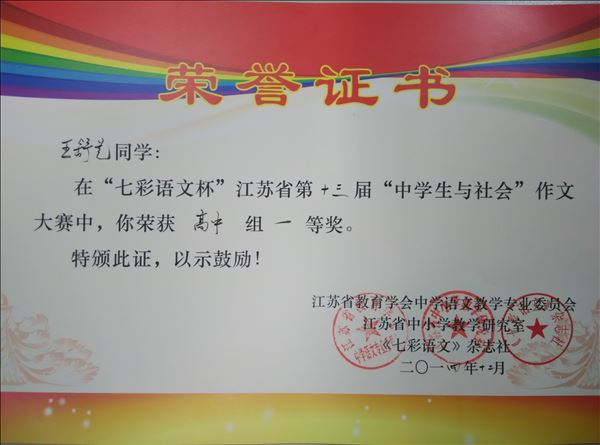 荣誉证书
王舒艺同学:
在“七彩语文杯”江苏省第十三届“中学生与社会”作文
大赛中,你荣获 高中 组 一 等奖。
特颁此证,以示鼓励!
江苏省教育学会中学语文教学专业委员会
江苏省中小学教学研究室
《七彩语文》杂志社
二〇一四年十二月